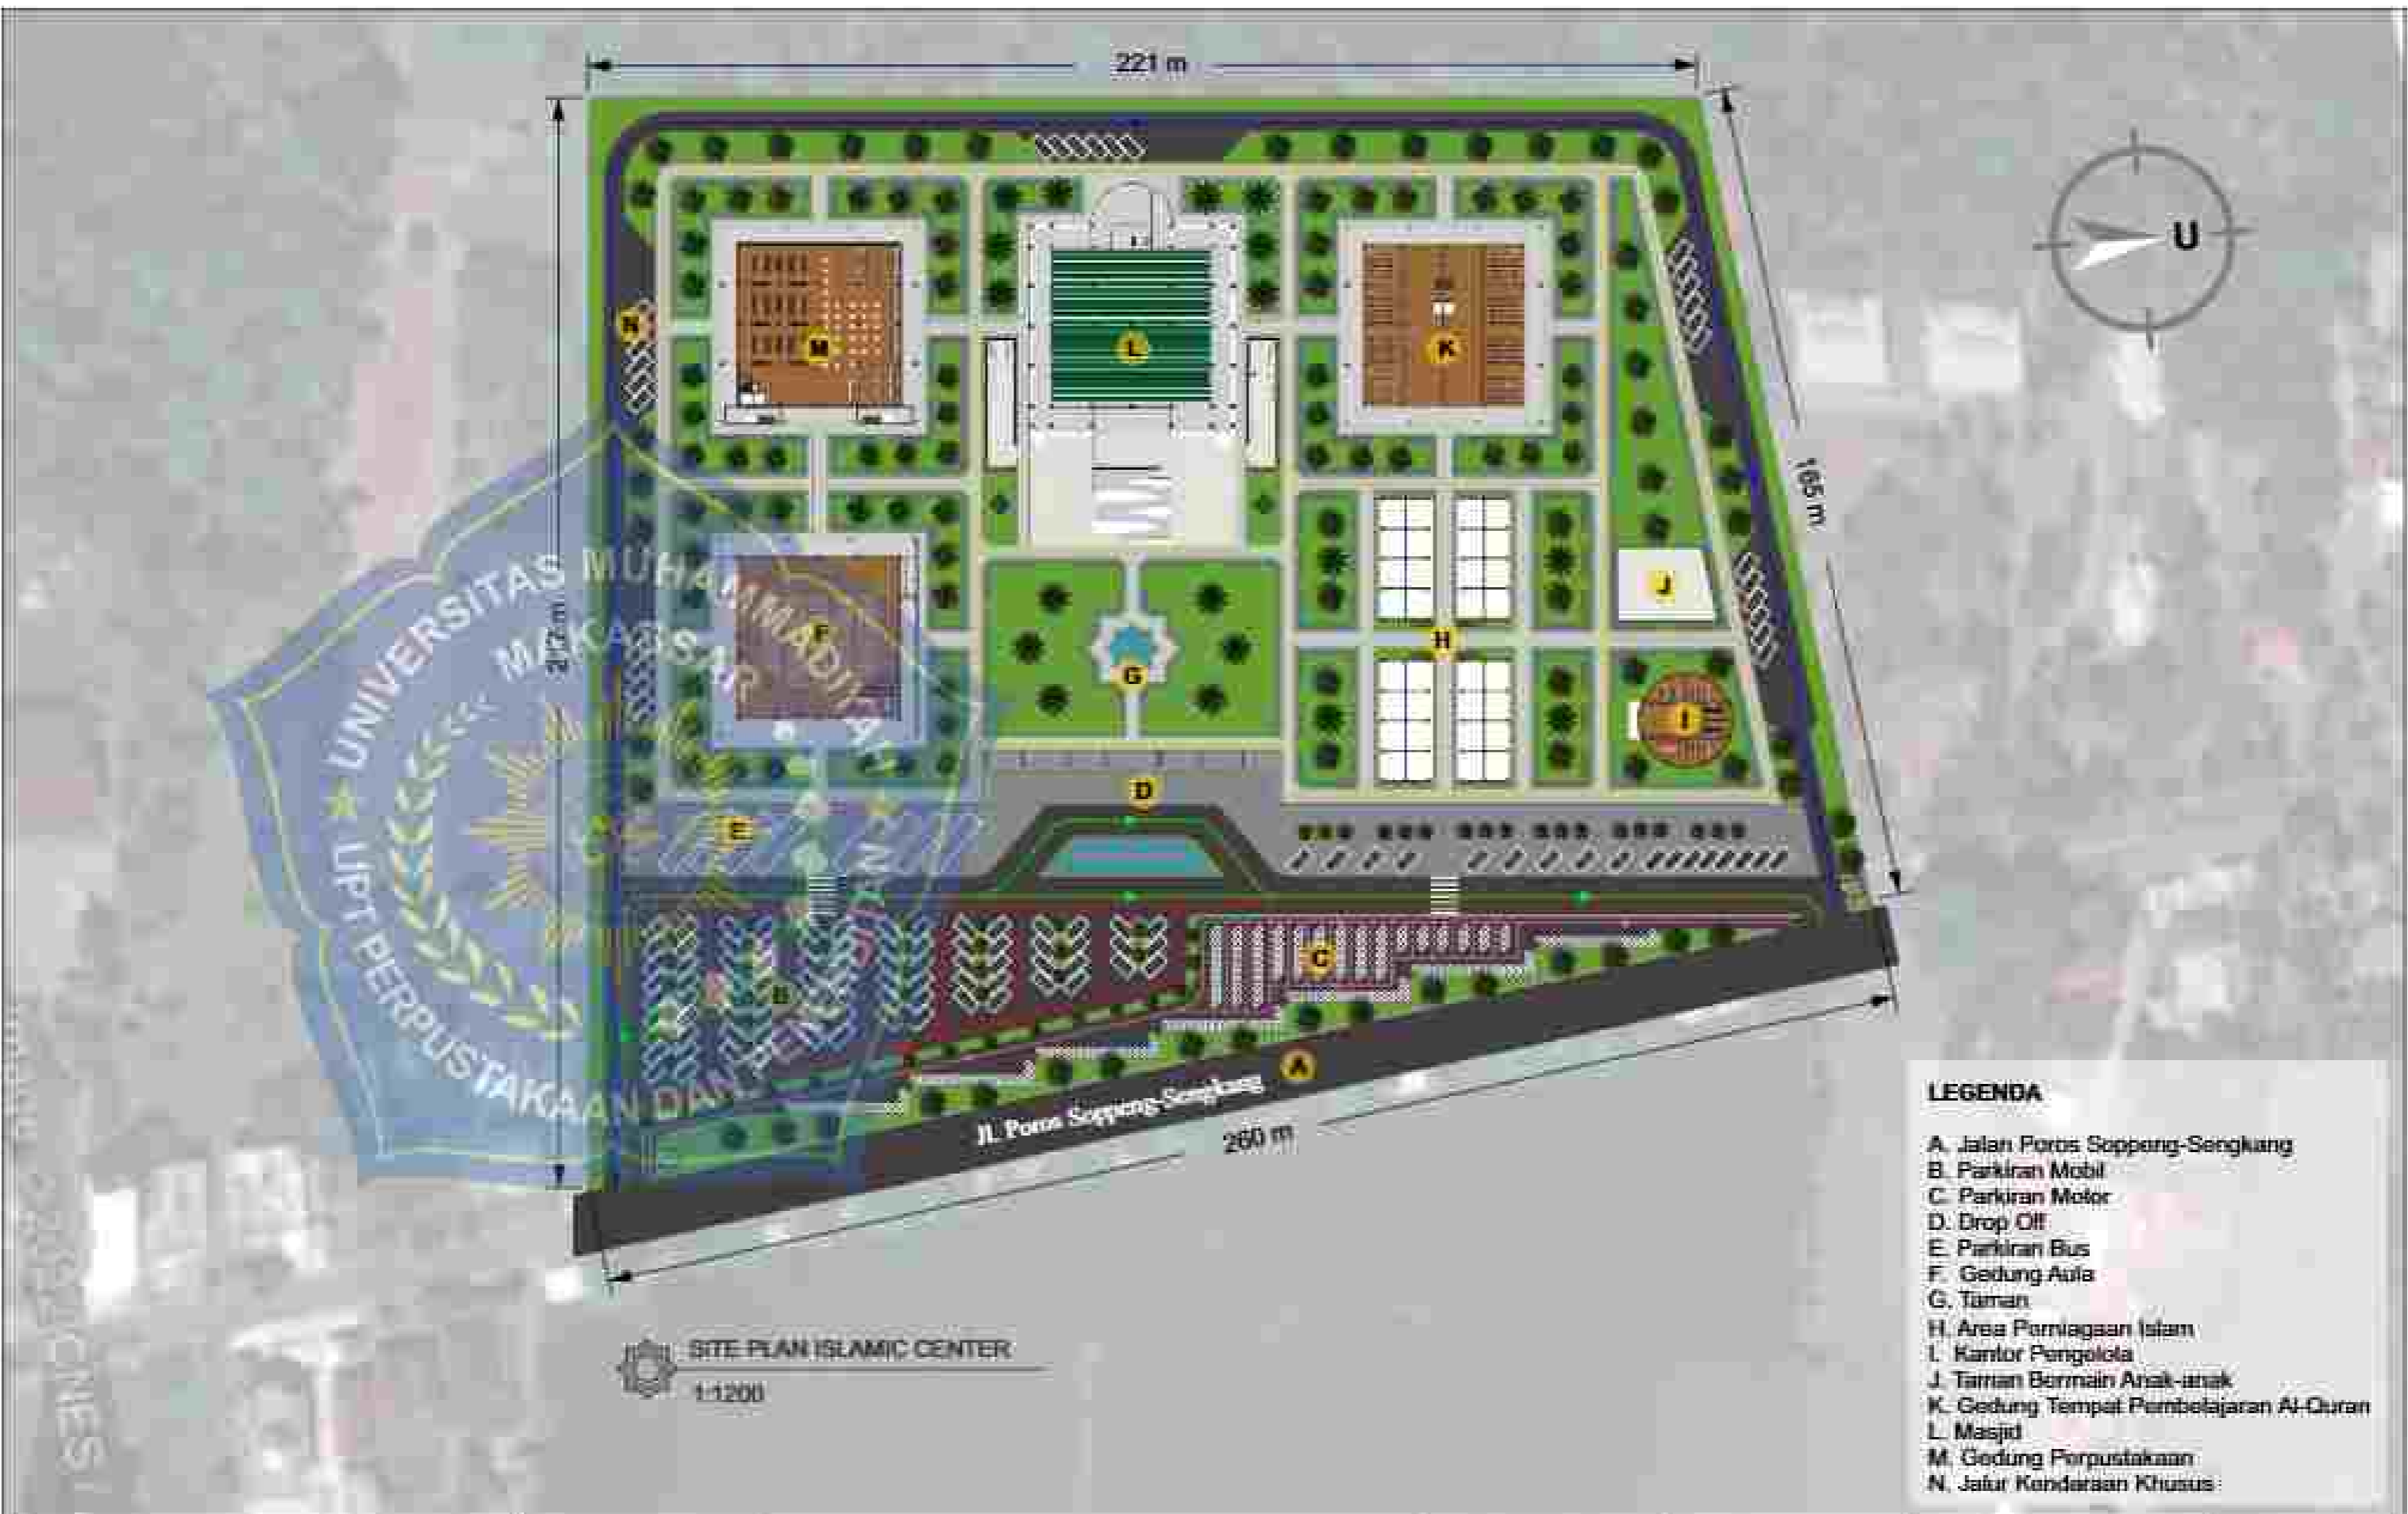 221 m
U
165 m
N
M
L
K
F
G
H
J
I
D
E
B
C
A
UNIVERSITAS MUHAMMADIYAH
MAKASSAR
UPT PERPUSTAKAAN DAN PENERBITAN
Jl. Poros Soppeng-Sengkang
260 m
LEGENDA
A. Jalan Poros Soppeng-Sengkang
B. Parkiran Mobil
C. Parkiran Motor
D. Drop Off
E. Parkiran Bus
F. Gedung Aula
G. Taman
H. Area Perniagaan Islam
I. Kantor Pengelola
J. Taman Bermain Anak-anak
K. Gedung Tempat Pembelajaran Al-Quran
L. Masjid
M. Gedung Perpustakaan
N. Jalur Kendaraan Khusus
SITE PLAN ISLAMIC CENTER
1:1200